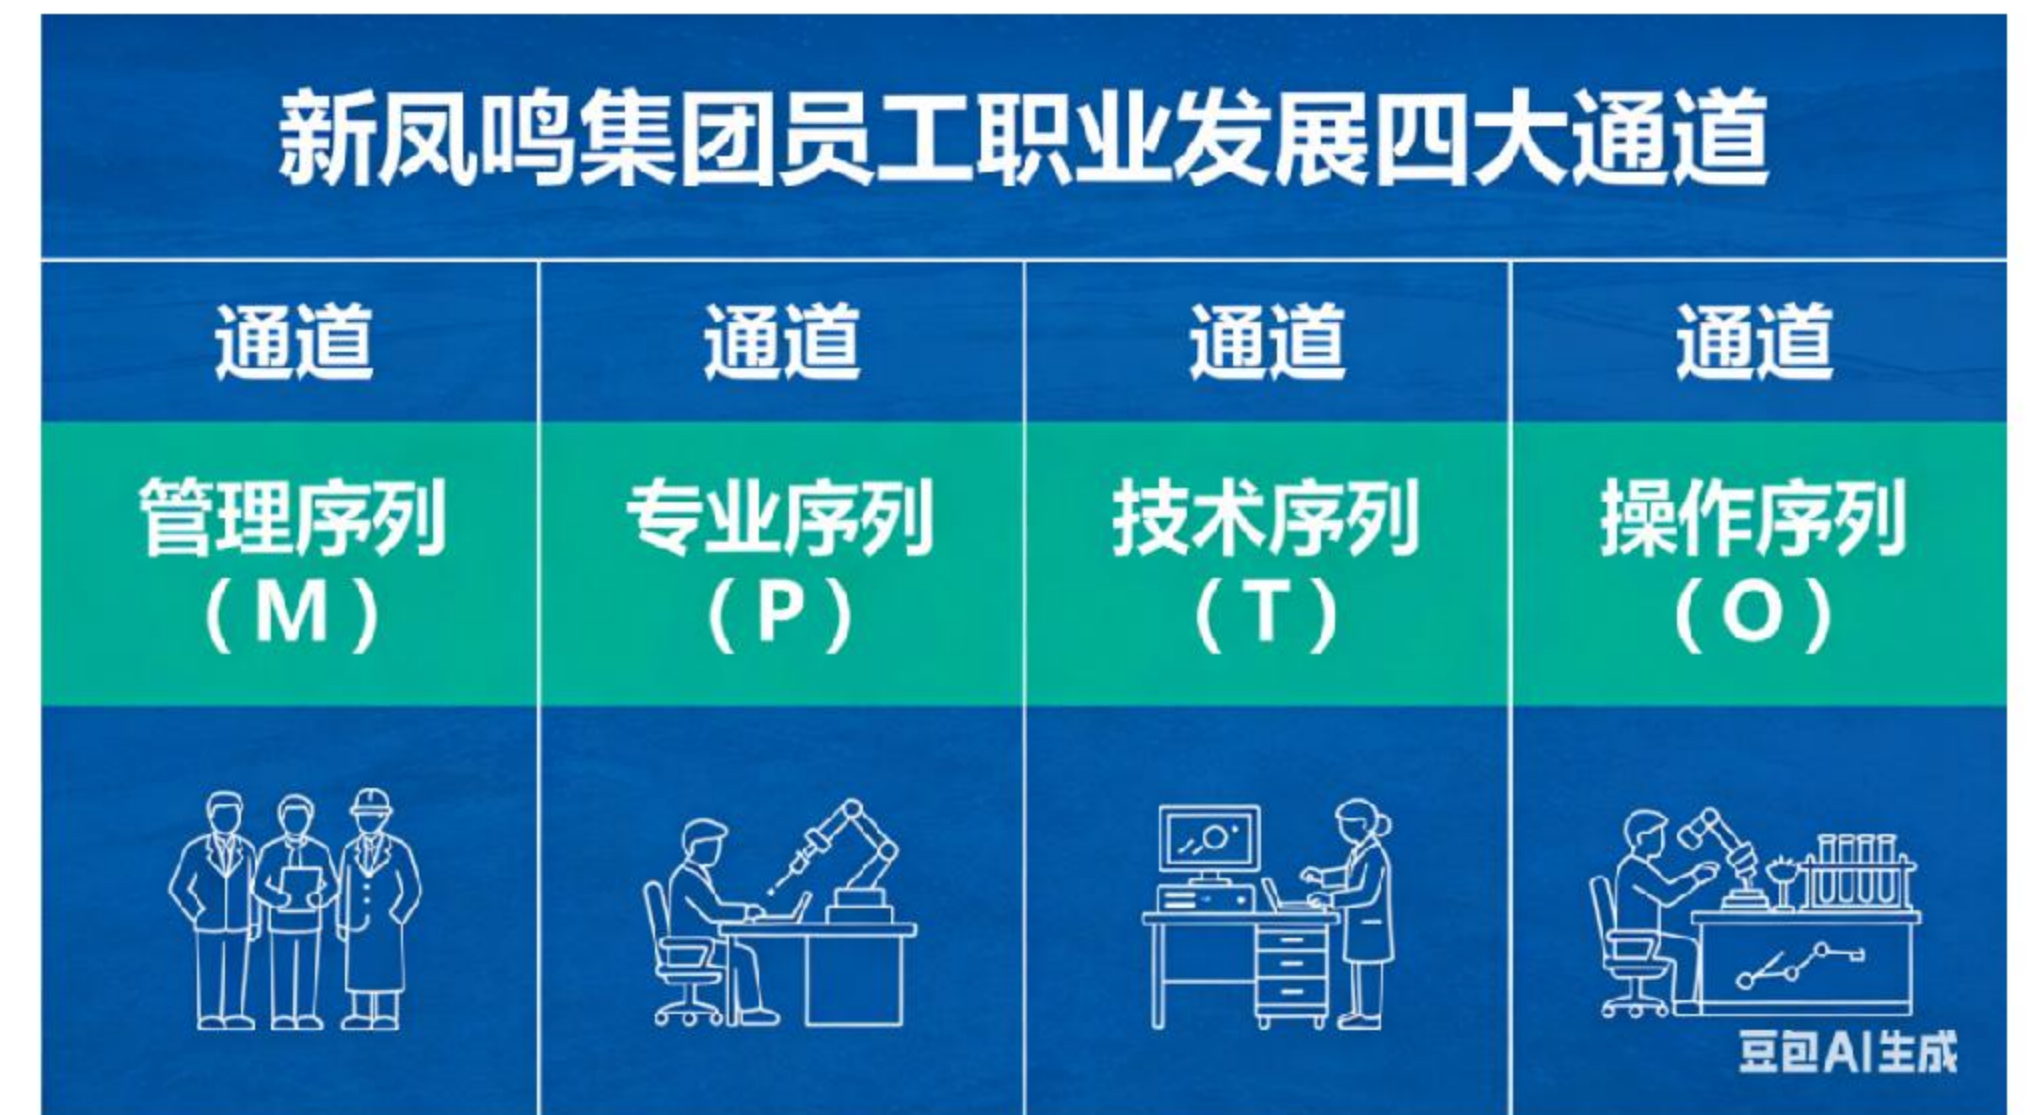 新凤鸣集团员工职业发展四大通道
通道
通道
通道
通道
管理序列
（M）
专业序列
（P）
技术序列
（T）
操作序列
（O）
豆包AI生成